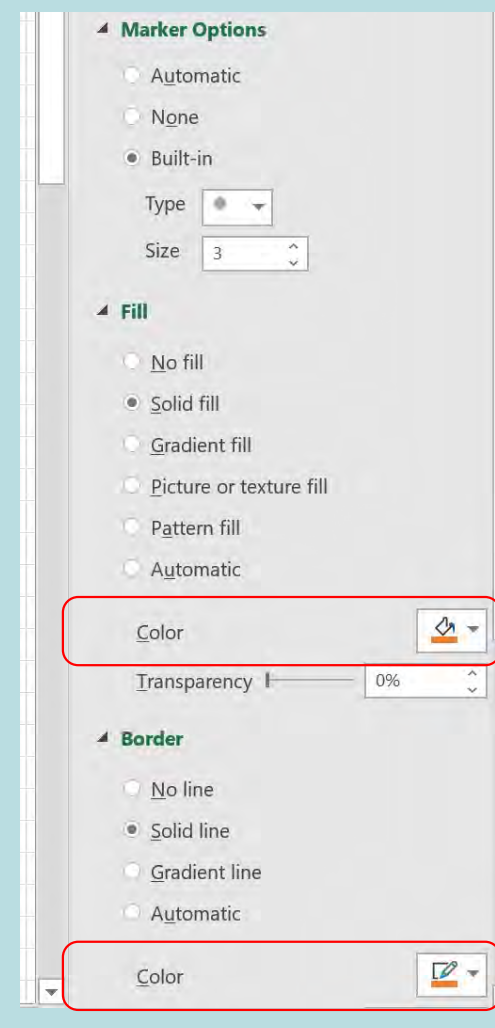 Marker Options
Automatic
None
Built-in
Type
Size 3
Fill
No fill
Solid fill
Gradient fill
Picture or texture fill
Pattern fill
Automatic
Color
Transparency 0%
Border
No line
Solid line
Gradient line
Automatic
Color